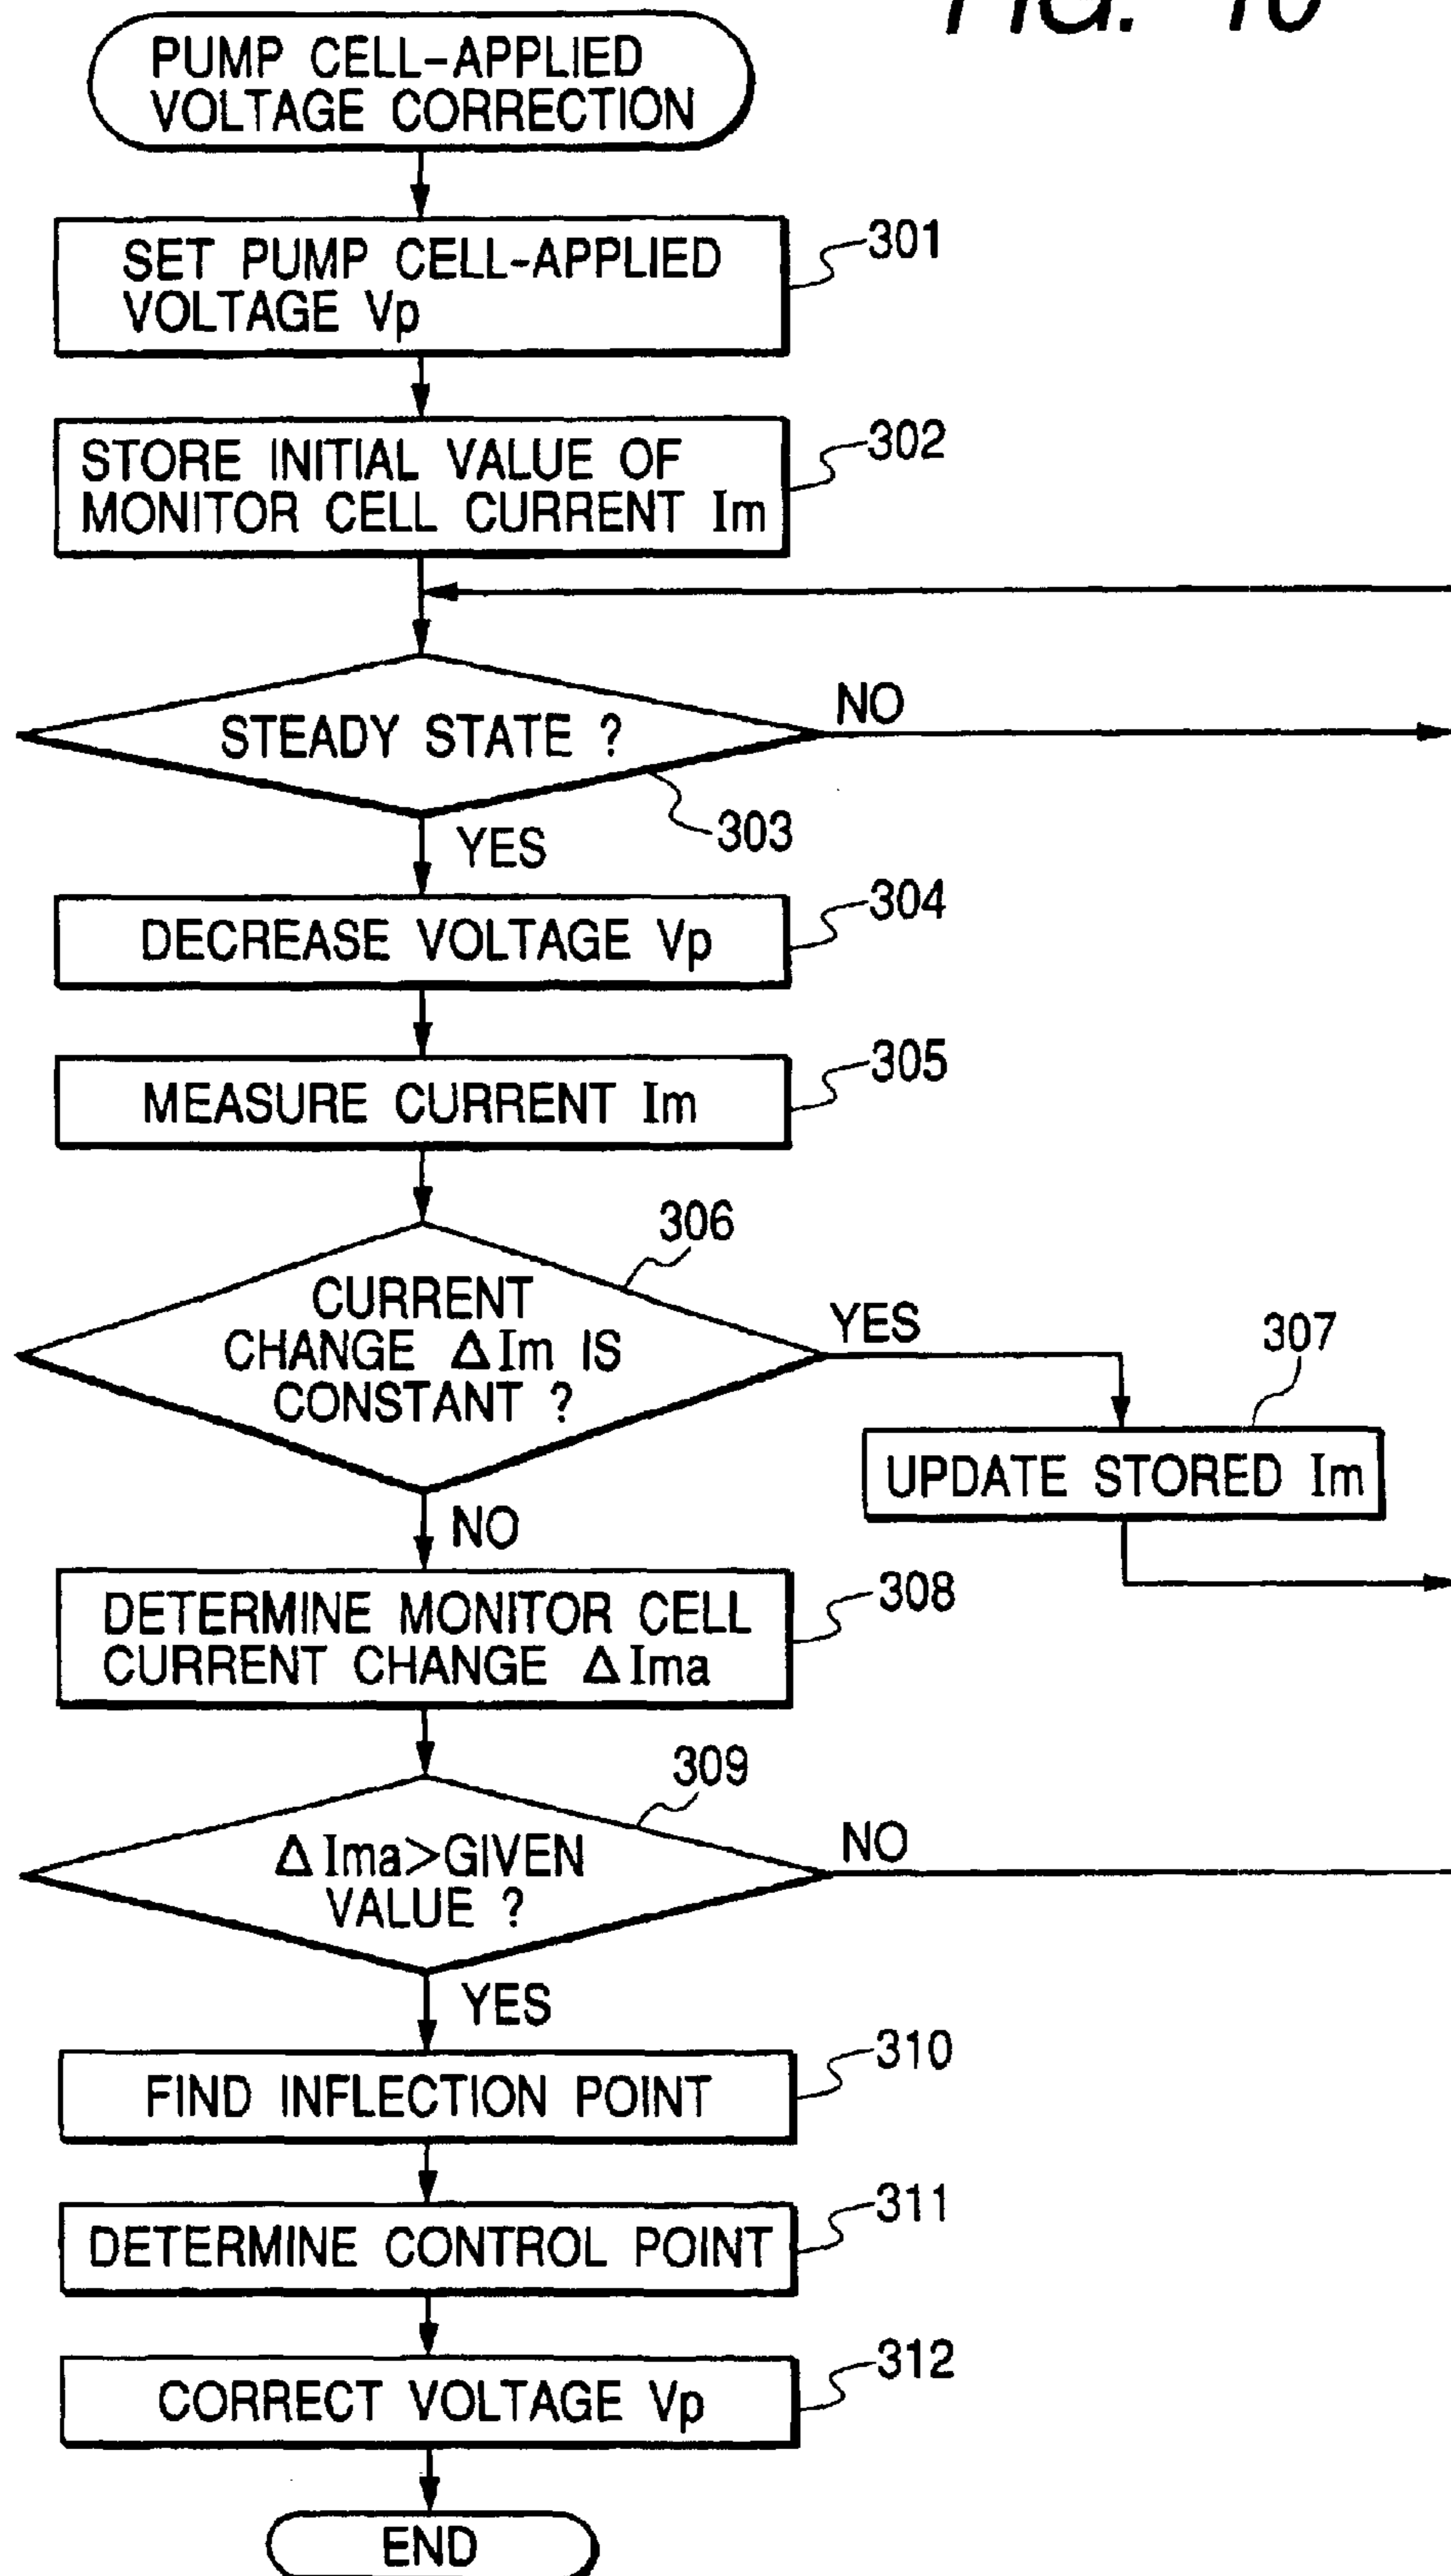 FIG. 10
PUMP CELL-APPLIED
VOLTAGE CORRECTION
SET PUMP CELL-APPLIED
VOLTAGE Vp
301
STORE INITIAL VALUE OF
MONITOR CELL CURRENT Im
302
STEADY STATE ?
NO
303
YES
DECREASE VOLTAGE Vp
304
MEASURE CURRENT Im
305
306
CURRENT
CHANGE ΔIm IS
CONSTANT ?
YES
307
UPDATE STORED Im
NO
DETERMINE MONITOR CELL
CURRENT CHANGE ΔIma
308
309
ΔIma>GIVEN
VALUE ?
NO
YES
FIND INFLECTION POINT
310
DETERMINE CONTROL POINT
311
CORRECT VOLTAGE Vp
312
END